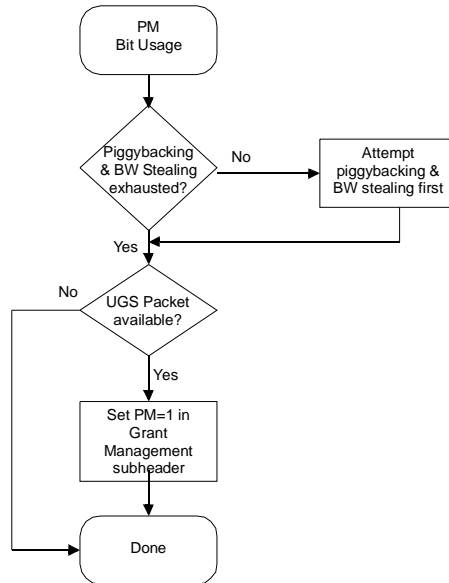 PM
Bit Usage
Piggybacking
& BW Stealing
exhausted?
No
Attempt
piggybacking &
BW stealing first
Yes
No
UGS Packet
available?
Yes
Set PM=1 in
Grant
Management
subheader
Done